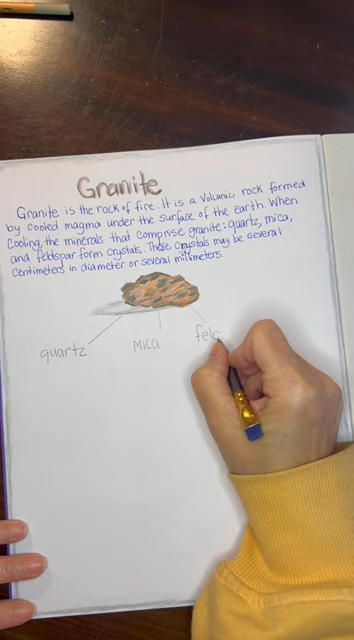 Granite
Granite is the rock of fire. It is a volcanic rock formed
by cooled magma under the surface of the earth. When
cooling, the minerals that comprise granite: quartz, mica,
and feldspar form crystals. These crystals may be several
centimeters in diameter or several millimeters.
quartz mica feld